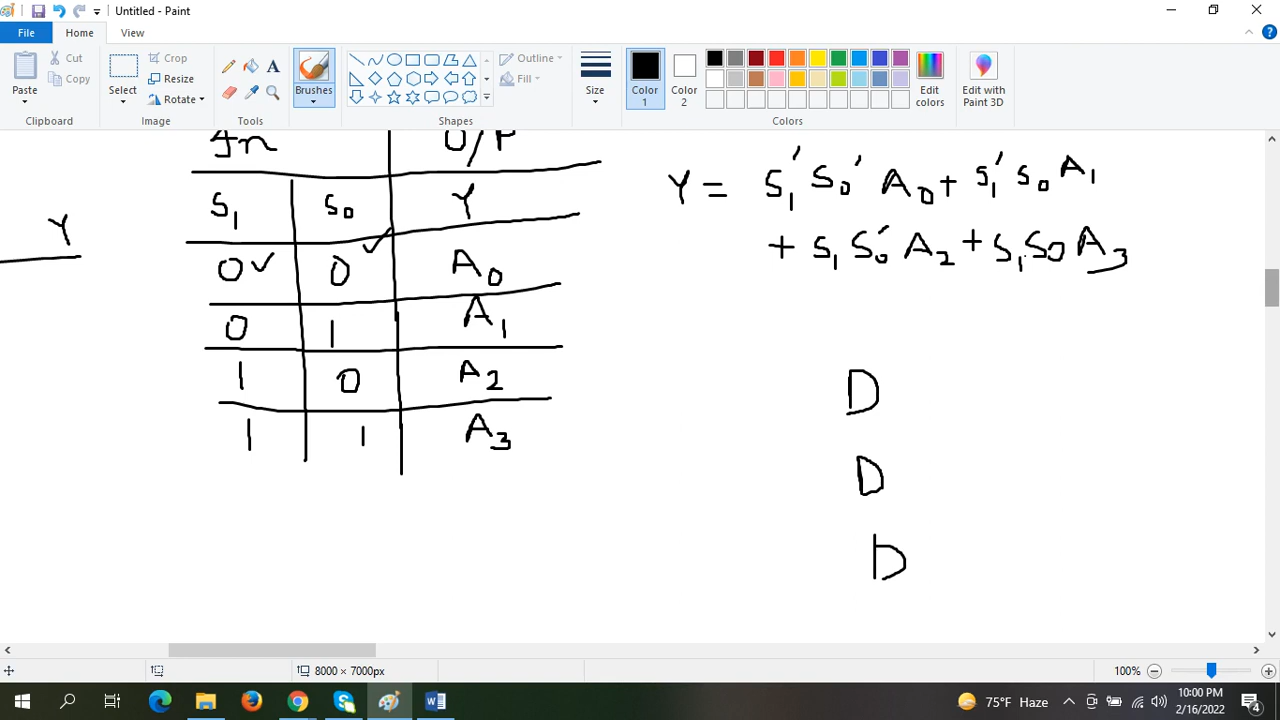 Untitled - Paint
File Home View
Paste Cut Copy Clipboard
Select Crop Resize Rotate Image
A Tools
Brushes
Shapes Outline Fill
Size
Color 1 Color 2 Edit colors Colors
Edit with Paint 3D
In O/P
S1 S0 Y
0 0 A0
0 1 A1
1 0 A2
1 1 A3
Y
Y = S1' S0' A0 + S1' S0 A1
+ S1 S0' A2 + S1 S0 A3
D
D
D
8000 × 7000px 100%
75°F Haze 10:00 PM
2/16/2022 4